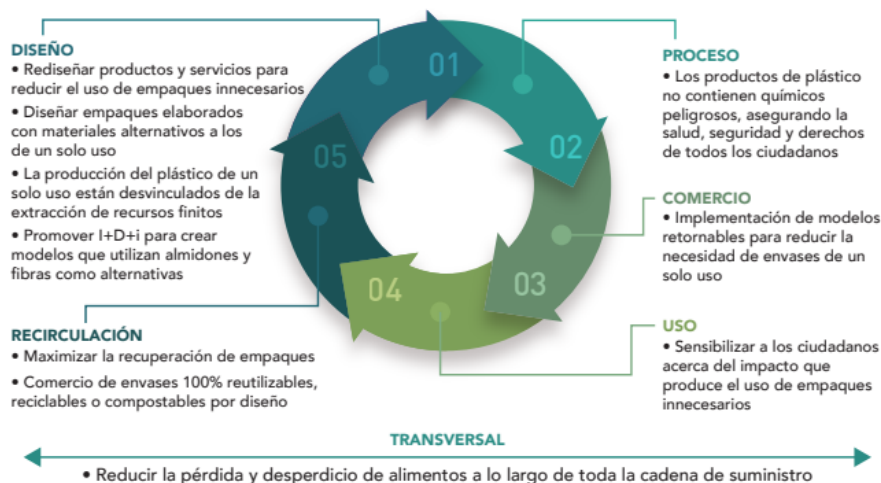 DISEÑO
• Rediseñar productos y servicios para
reducir el uso de empaques innecesarios
• Diseñar empaques elaborados
con materiales alternativos a los
de un solo uso
• La producción del plástico de un
solo uso están desvinculados de la
extracción de recursos finitos
• Promover I+D+i para crear
modelos que utilizan almidones y
fibras como alternativas
01
PROCESO
• Los productos de plástico
no contienen químicos
peligrosos, asegurando la
salud, seguridad y derechos
de todos los ciudadanos
02
COMERCIO
• Implementación de modelos
retornables para reducir la
necesidad de envases de un
solo uso
03
USO
• Sensibilizar a los ciudadanos
acerca del impacto que
produce el uso de empaques
innecesarios
04
RECIRCULACIÓN
• Maximizar la recuperación de empaques
• Comercio de envases 100% reutilizables,
reciclables o compostables por diseño
05
TRANSVERSAL
• Reducir la pérdida y desperdicio de alimentos a lo largo de toda la cadena de suministro